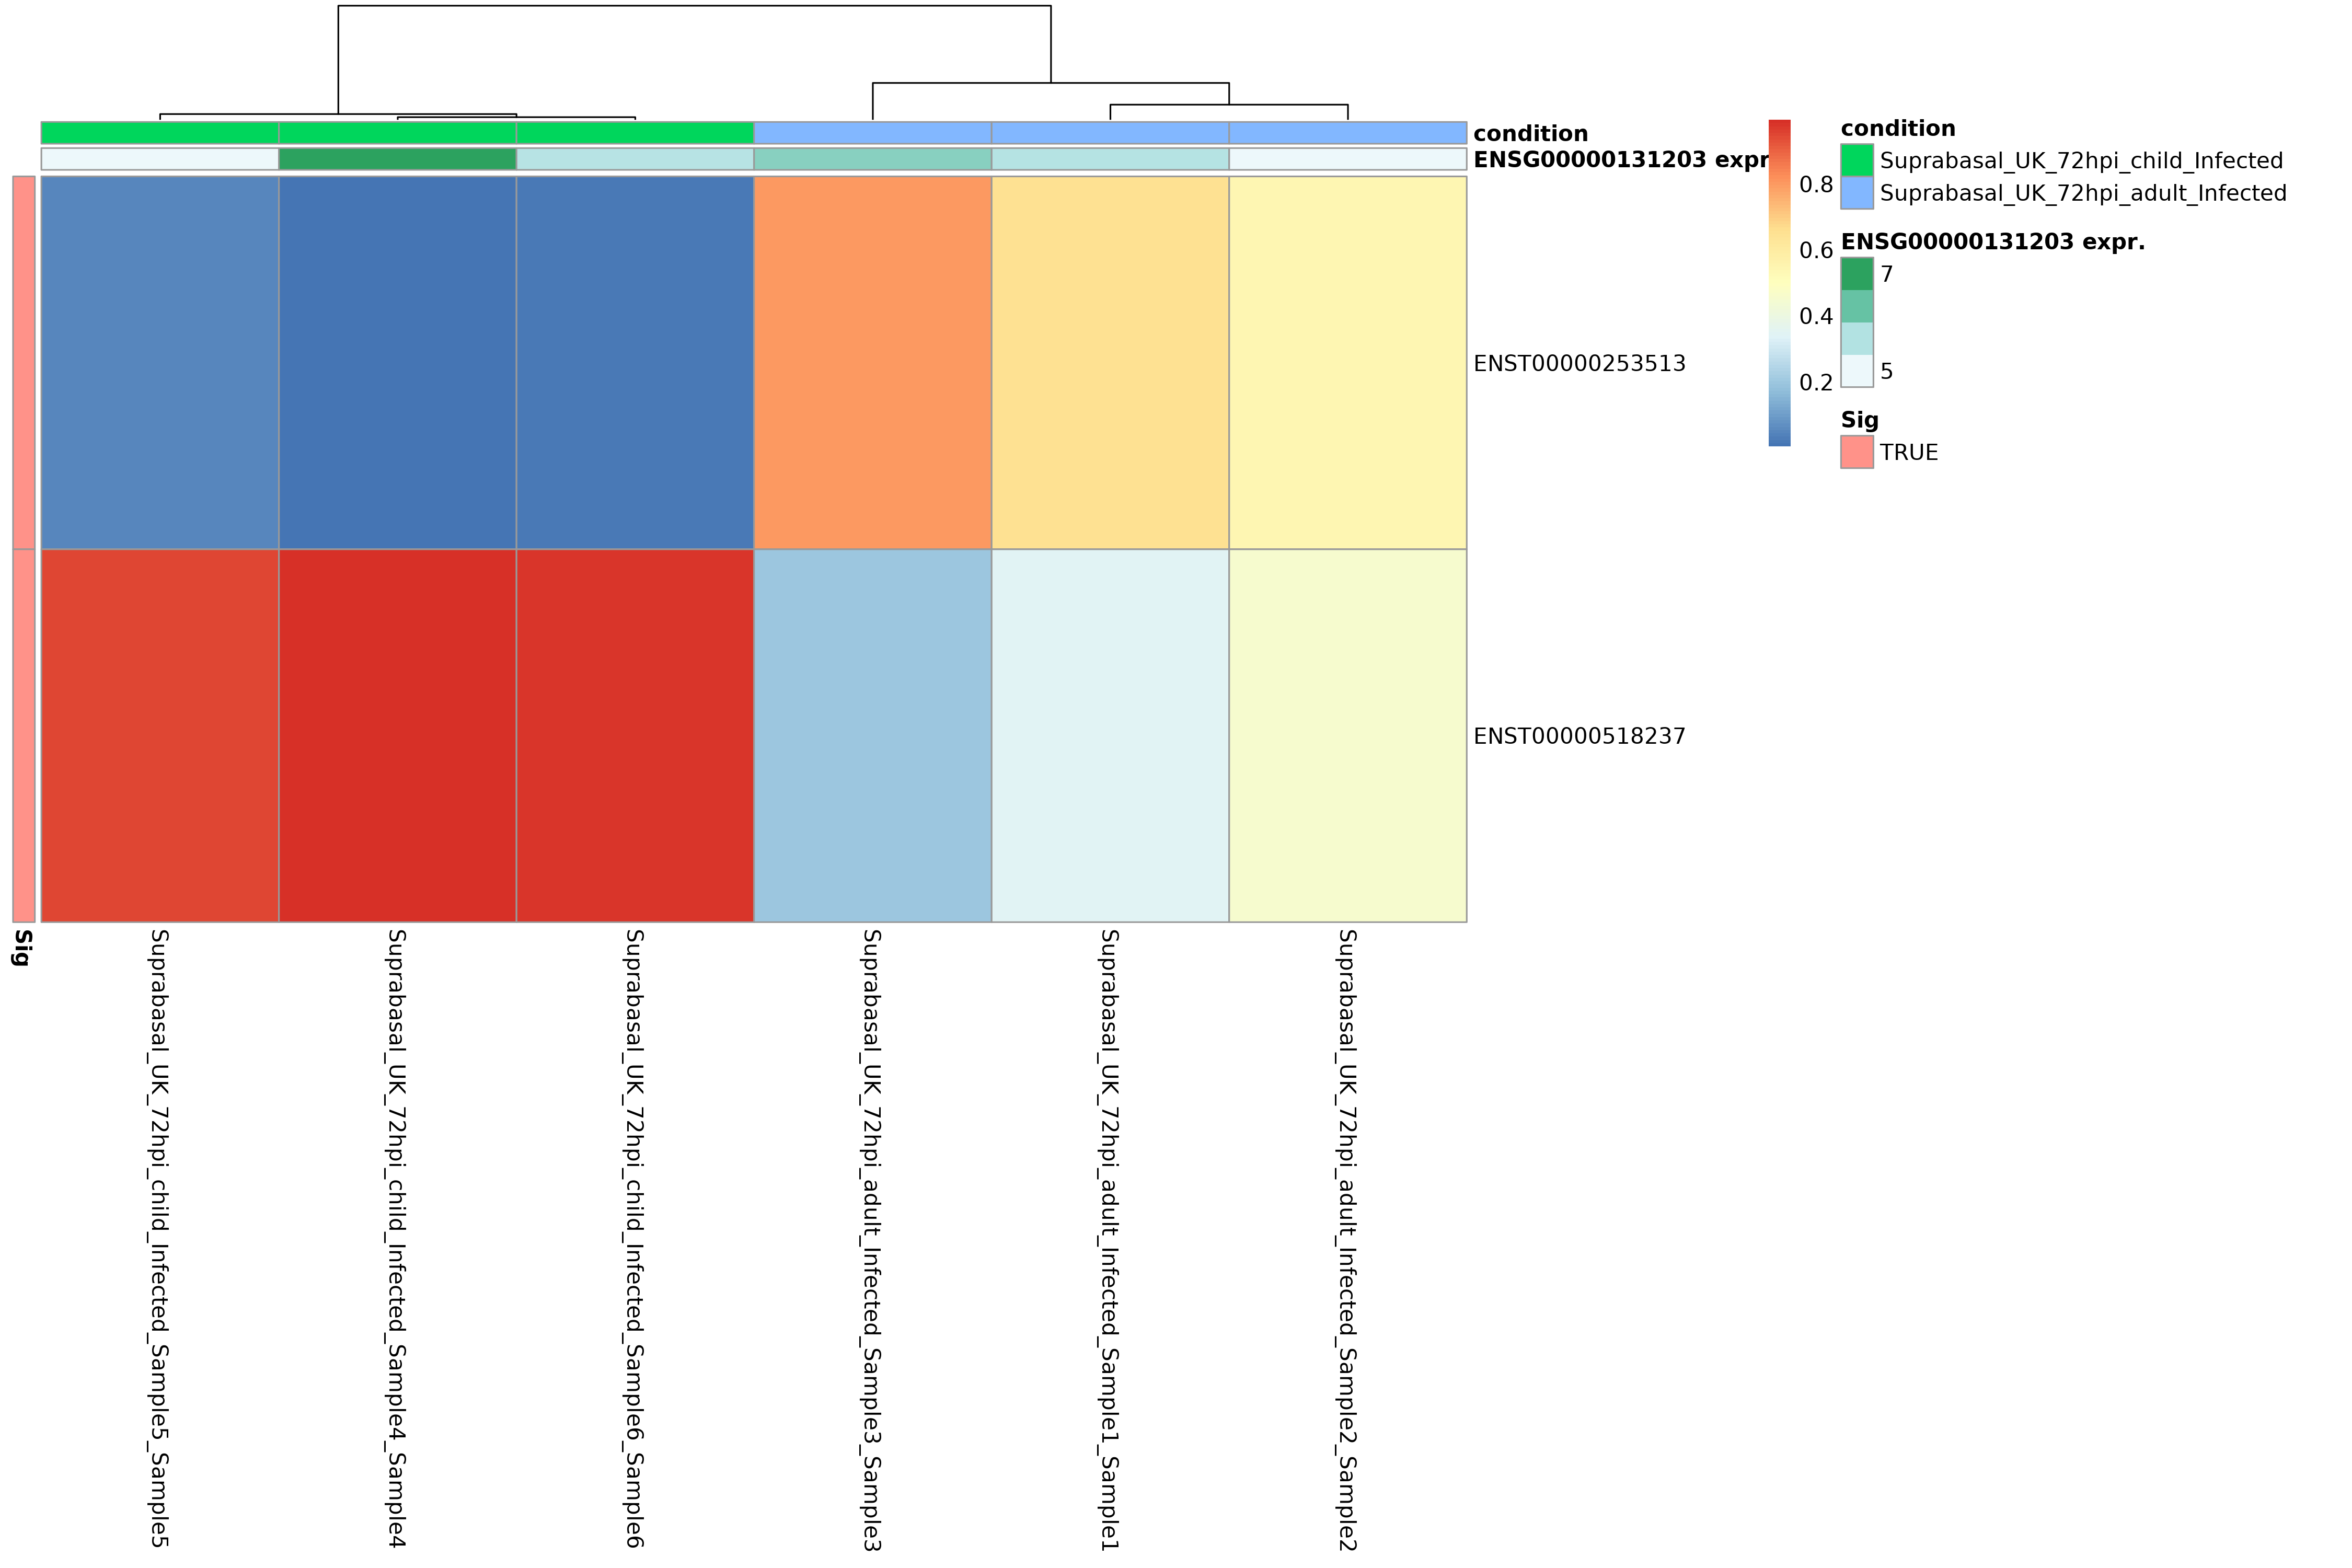 condition
ENSG00000131203 expr
ENST00000253513
ENST00000518237
0.8
0.6
0.4
0.2
condition
Suprabasal_UK_72hpi_child_Infected
Suprabasal_UK_72hpi_adult_Infected
ENSG00000131203 expr.
7
5
Sig
TRUE
Sig
Suprabasal_UK_72hpi_child_Infected_Sample5_Sample5
Suprabasal_UK_72hpi_child_Infected_Sample4_Sample4
Suprabasal_UK_72hpi_child_Infected_Sample6_Sample6
Suprabasal_UK_72hpi_adult_Infected_Sample3_Sample3
Suprabasal_UK_72hpi_adult_Infected_Sample1_Sample1
Suprabasal_UK_72hpi_adult_Infected_Sample2_Sample2